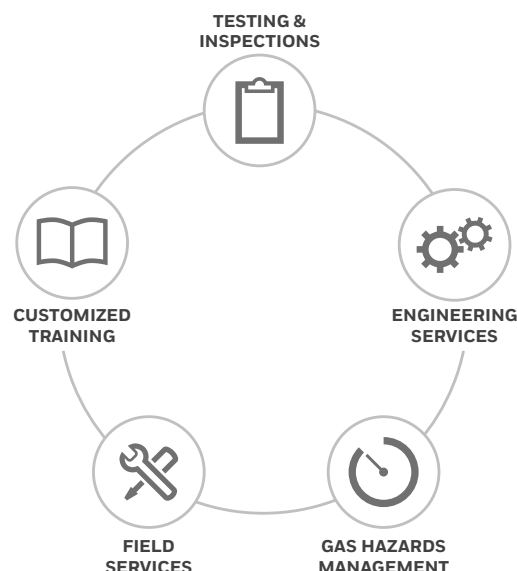 TESTING &
INSPECTIONS
CUSTOMIZED
TRAINING
ENGINEERING
SERVICES
FIELD
SERVICES
GAS HAZARDS
MANAGEMENT